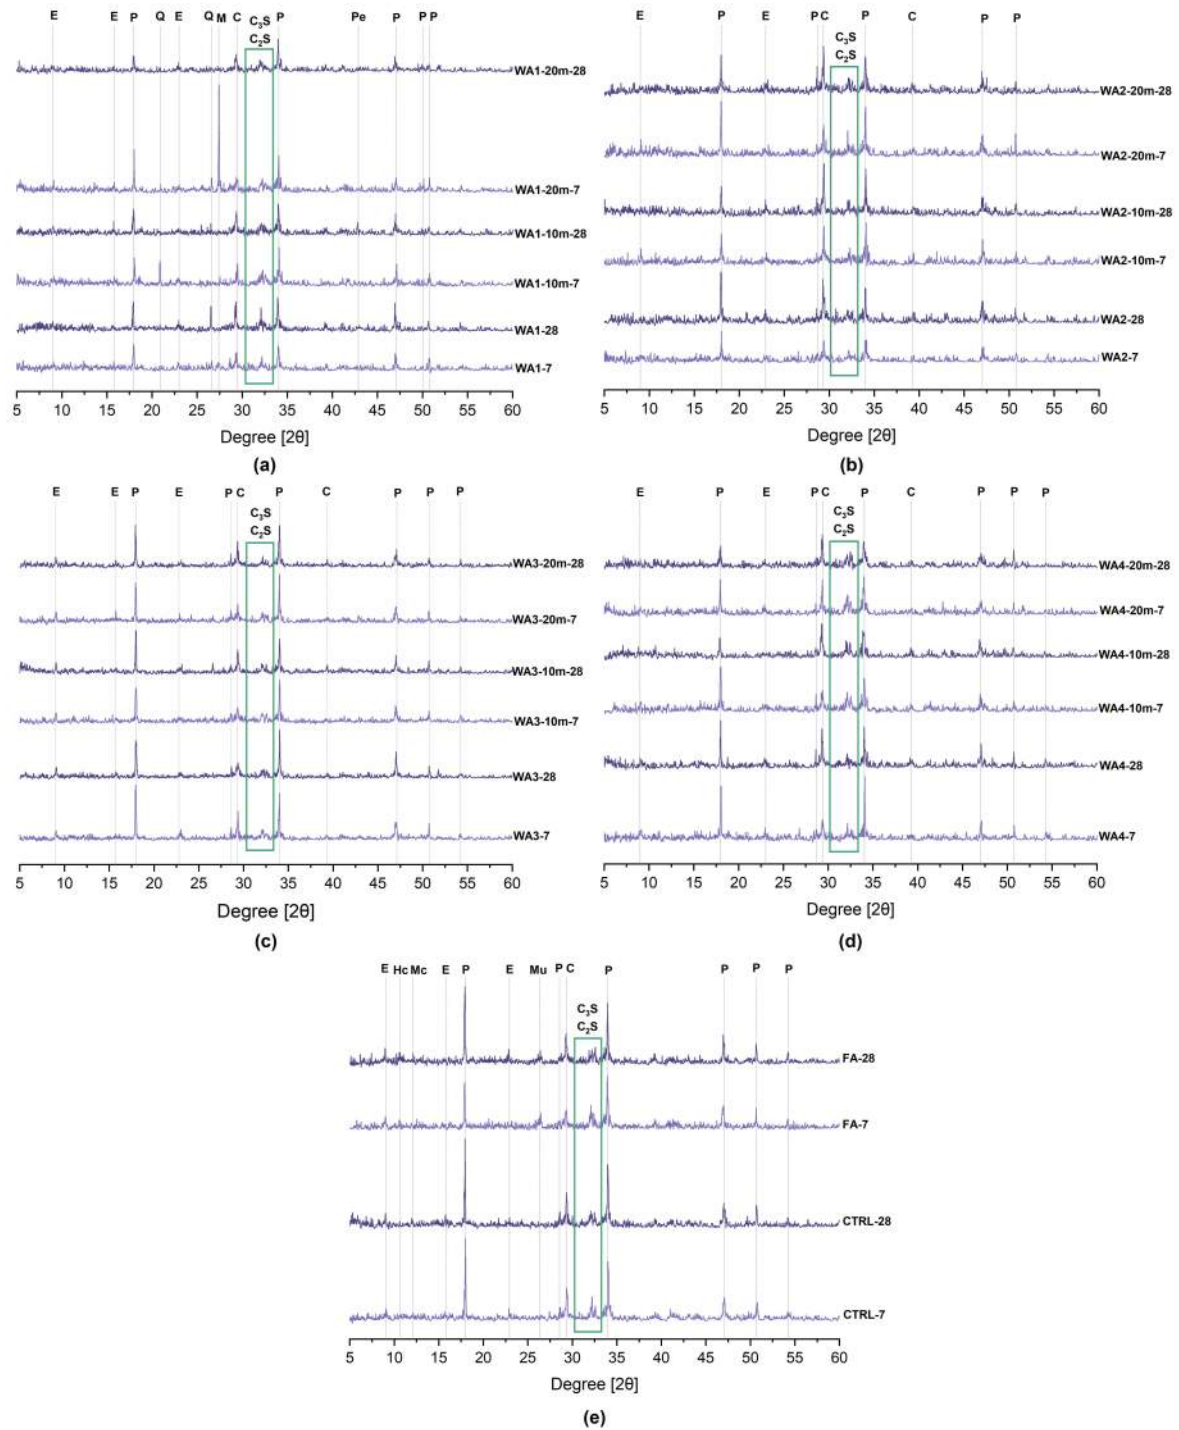 E E P Q E Q M C C₃S P Pe P P P
C₂S
WA1-20m-28
WA1-20m-7
WA1-10m-28
WA1-10m-7
WA1-28
WA1-7
5 10 15 20 25 30 35 40 45 50 55 60
Degree [2θ]
(a)
E P E P C P C P P
C₃S
C₂S
WA2-20m-28
WA2-20m-7
WA2-10m-28
WA2-10m-7
WA2-28
WA2-7
5 10 15 20 25 30 35 40 45 50 55 60
Degree [2θ]
(b)
E E P E P C P C P P P
C₃S
C₂S
WA3-20m-28
WA3-20m-7
WA3-10m-28
WA3-10m-7
WA3-28
WA3-7
5 10 15 20 25 30 35 40 45 50 55 60
Degree [2θ]
(c)
E P E P C P C P P P
C₃S
C₂S
WA4-20m-28
WA4-20m-7
WA4-10m-28
WA4-10m-7
WA4-28
WA4-7
5 10 15 20 25 30 35 40 45 50 55 60
Degree [2θ]
(d)
E Hc Mc E P E Mu P C P P P P
C₃S
C₂S
FA-28
FA-7
CTRL-28
CTRL-7
5 10 15 20 25 30 35 40 45 50 55 60
Degree [2θ]
(e)